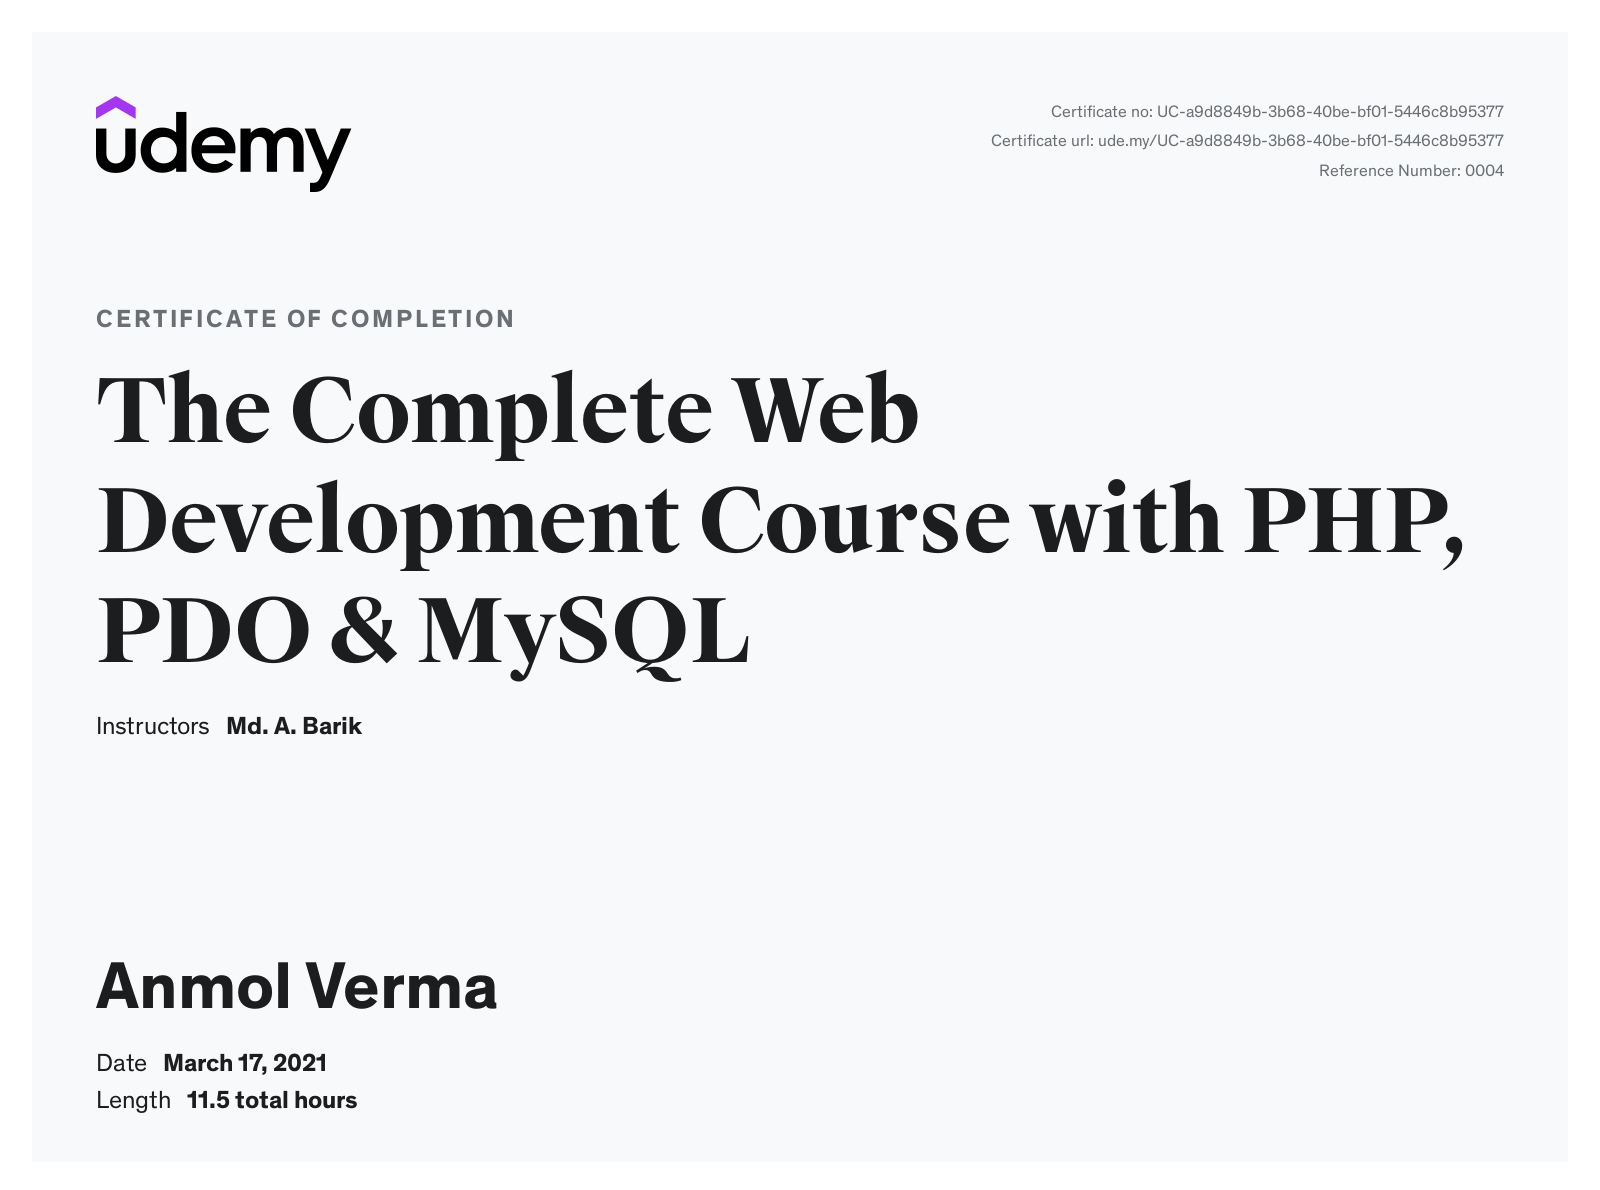 udemy
Certificate no: UC-a9d8849b-3b68-40be-bf01-5446c8b95377
Certificate url: ude.my/UC-a9d8849b-3b68-40be-bf01-5446c8b95377
Reference Number: 0004
CERTIFICATE OF COMPLETION
The Complete Web
Development Course with PHP,
PDO & MySQL
Instructors Md. A. Barik
Anmol Verma
Date March 17, 2021
Length 11.5 total hours